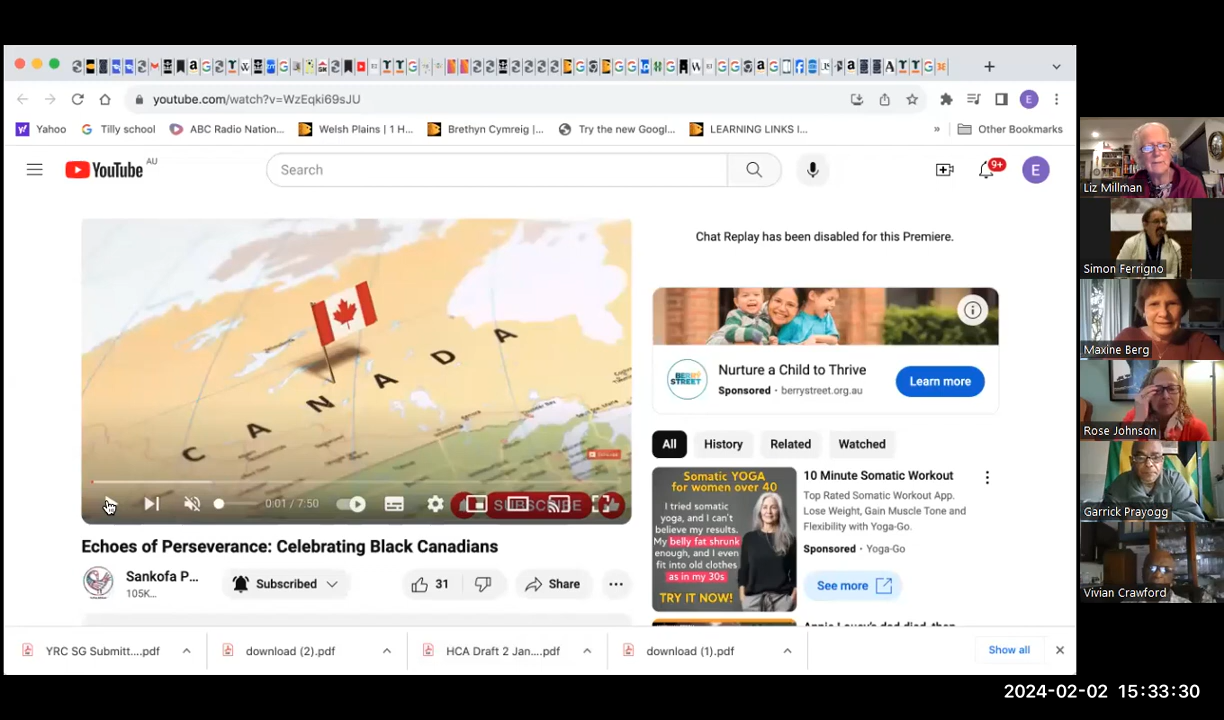 youtube.com/watch?v=WzEqki69sJU
Yahoo
Tilly school
ABC Radio Nation...
Welsh Plains | 1 H...
Brethyn Cymreig |...
Try the new Googl...
LEARNING LINKS I...
»
Other Bookmarks
YouTube AU
Search
9+
E
E
CANADA
0:01 / 7:50
SUBSCRIBE
Echoes of Perseverance: Celebrating Black Canadians
Sankofa P...
105K...
Subscribed
31
Share
Chat Replay has been disabled for this Premiere.
BERRY STREET
Nurture a Child to Thrive
Sponsored · berrystreet.org.au
Learn more
All
History
Related
Watched
Somatic YOGA
for women over 40
I tried
somatic
yoga, and I can't
believe my results.
My belly fat shrunk
enough, and I even
fit into old clothes
as in my 30s
TRY IT NOW!
10 Minute Somatic Workout
Top Rated Somatic Workout App.
Lose Weight, Gain Muscle Tone and
Flexibility with Yoga-Go.
Sponsored · Yoga-Go
See more
YRC SG Submitt....pdf
download (2).pdf
HCA Draft 2 Jan....pdf
download (1).pdf
Show all
Liz Millman
Simon Ferrigno
Maxine Berg
Rose Johnson
Garrick Prayogg
Vivian Crawford
2024-02-02 15:33:30